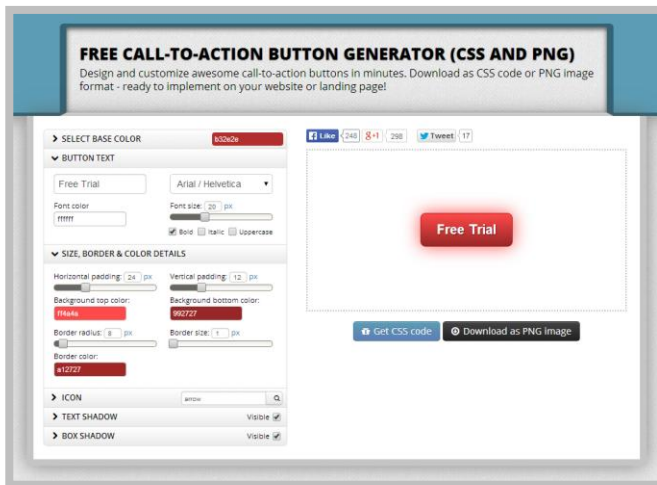 FREE CALL-TO-ACTION BUTTON GENERATOR (CSS AND PNG)
Design and customize awesome call-to-action buttons in minutes. Download as CSS code or PNG image
format - ready to implement on your website or landing page!
SELECT BASE COLOR b32e2e
BUTTON TEXT
Free Trial Arial / Helvetica
Font color Font size: 20 px
ffffff
Bold Italic Uppercase
SIZE, BORDER & COLOR DETAILS
Horizontal padding: 24 px Vertical padding: 12 px
Background top color: Background bottom color:
ff4a4a 992727
Border radius: 8 px Border size: 1 px
Border color:
a12727
ICON arrow
TEXT SHADOW Visible
BOX SHADOW Visible
Like 248 g+1 298 Tweet 17
Free Trial
Get CSS code Download as PNG image